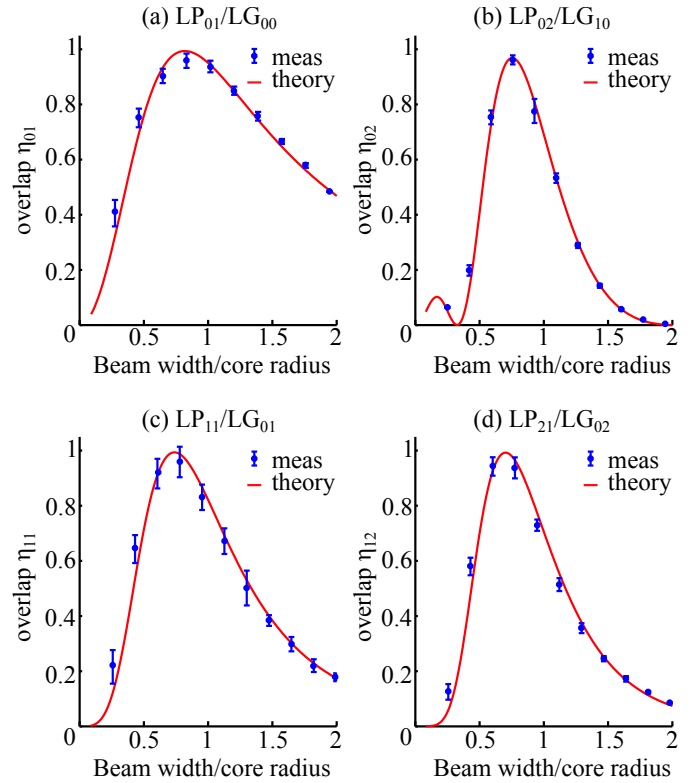 (a) LP₀₁/LG₀₀
1
0.8
0.6
0.4
0.2
0
0.5
1
1.5
2
overlap η₀₁
Beam width/core radius
meas
theory
(b) LP₀₂/LG₁₀
1
0.8
0.6
0.4
0.2
0
0.5
1
1.5
2
overlap η₀₂
Beam width/core radius
meas
theory
(c) LP₁₁/LG₀₁
1
0.8
0.6
0.4
0.2
0
0.5
1
1.5
2
overlap η₁₁
Beam width/core radius
meas
theory
(d) LP₂₁/LG₀₂
1
0.8
0.6
0.4
0.2
0
0.5
1
1.5
2
overlap η₁₂
Beam width/core radius
meas
theory